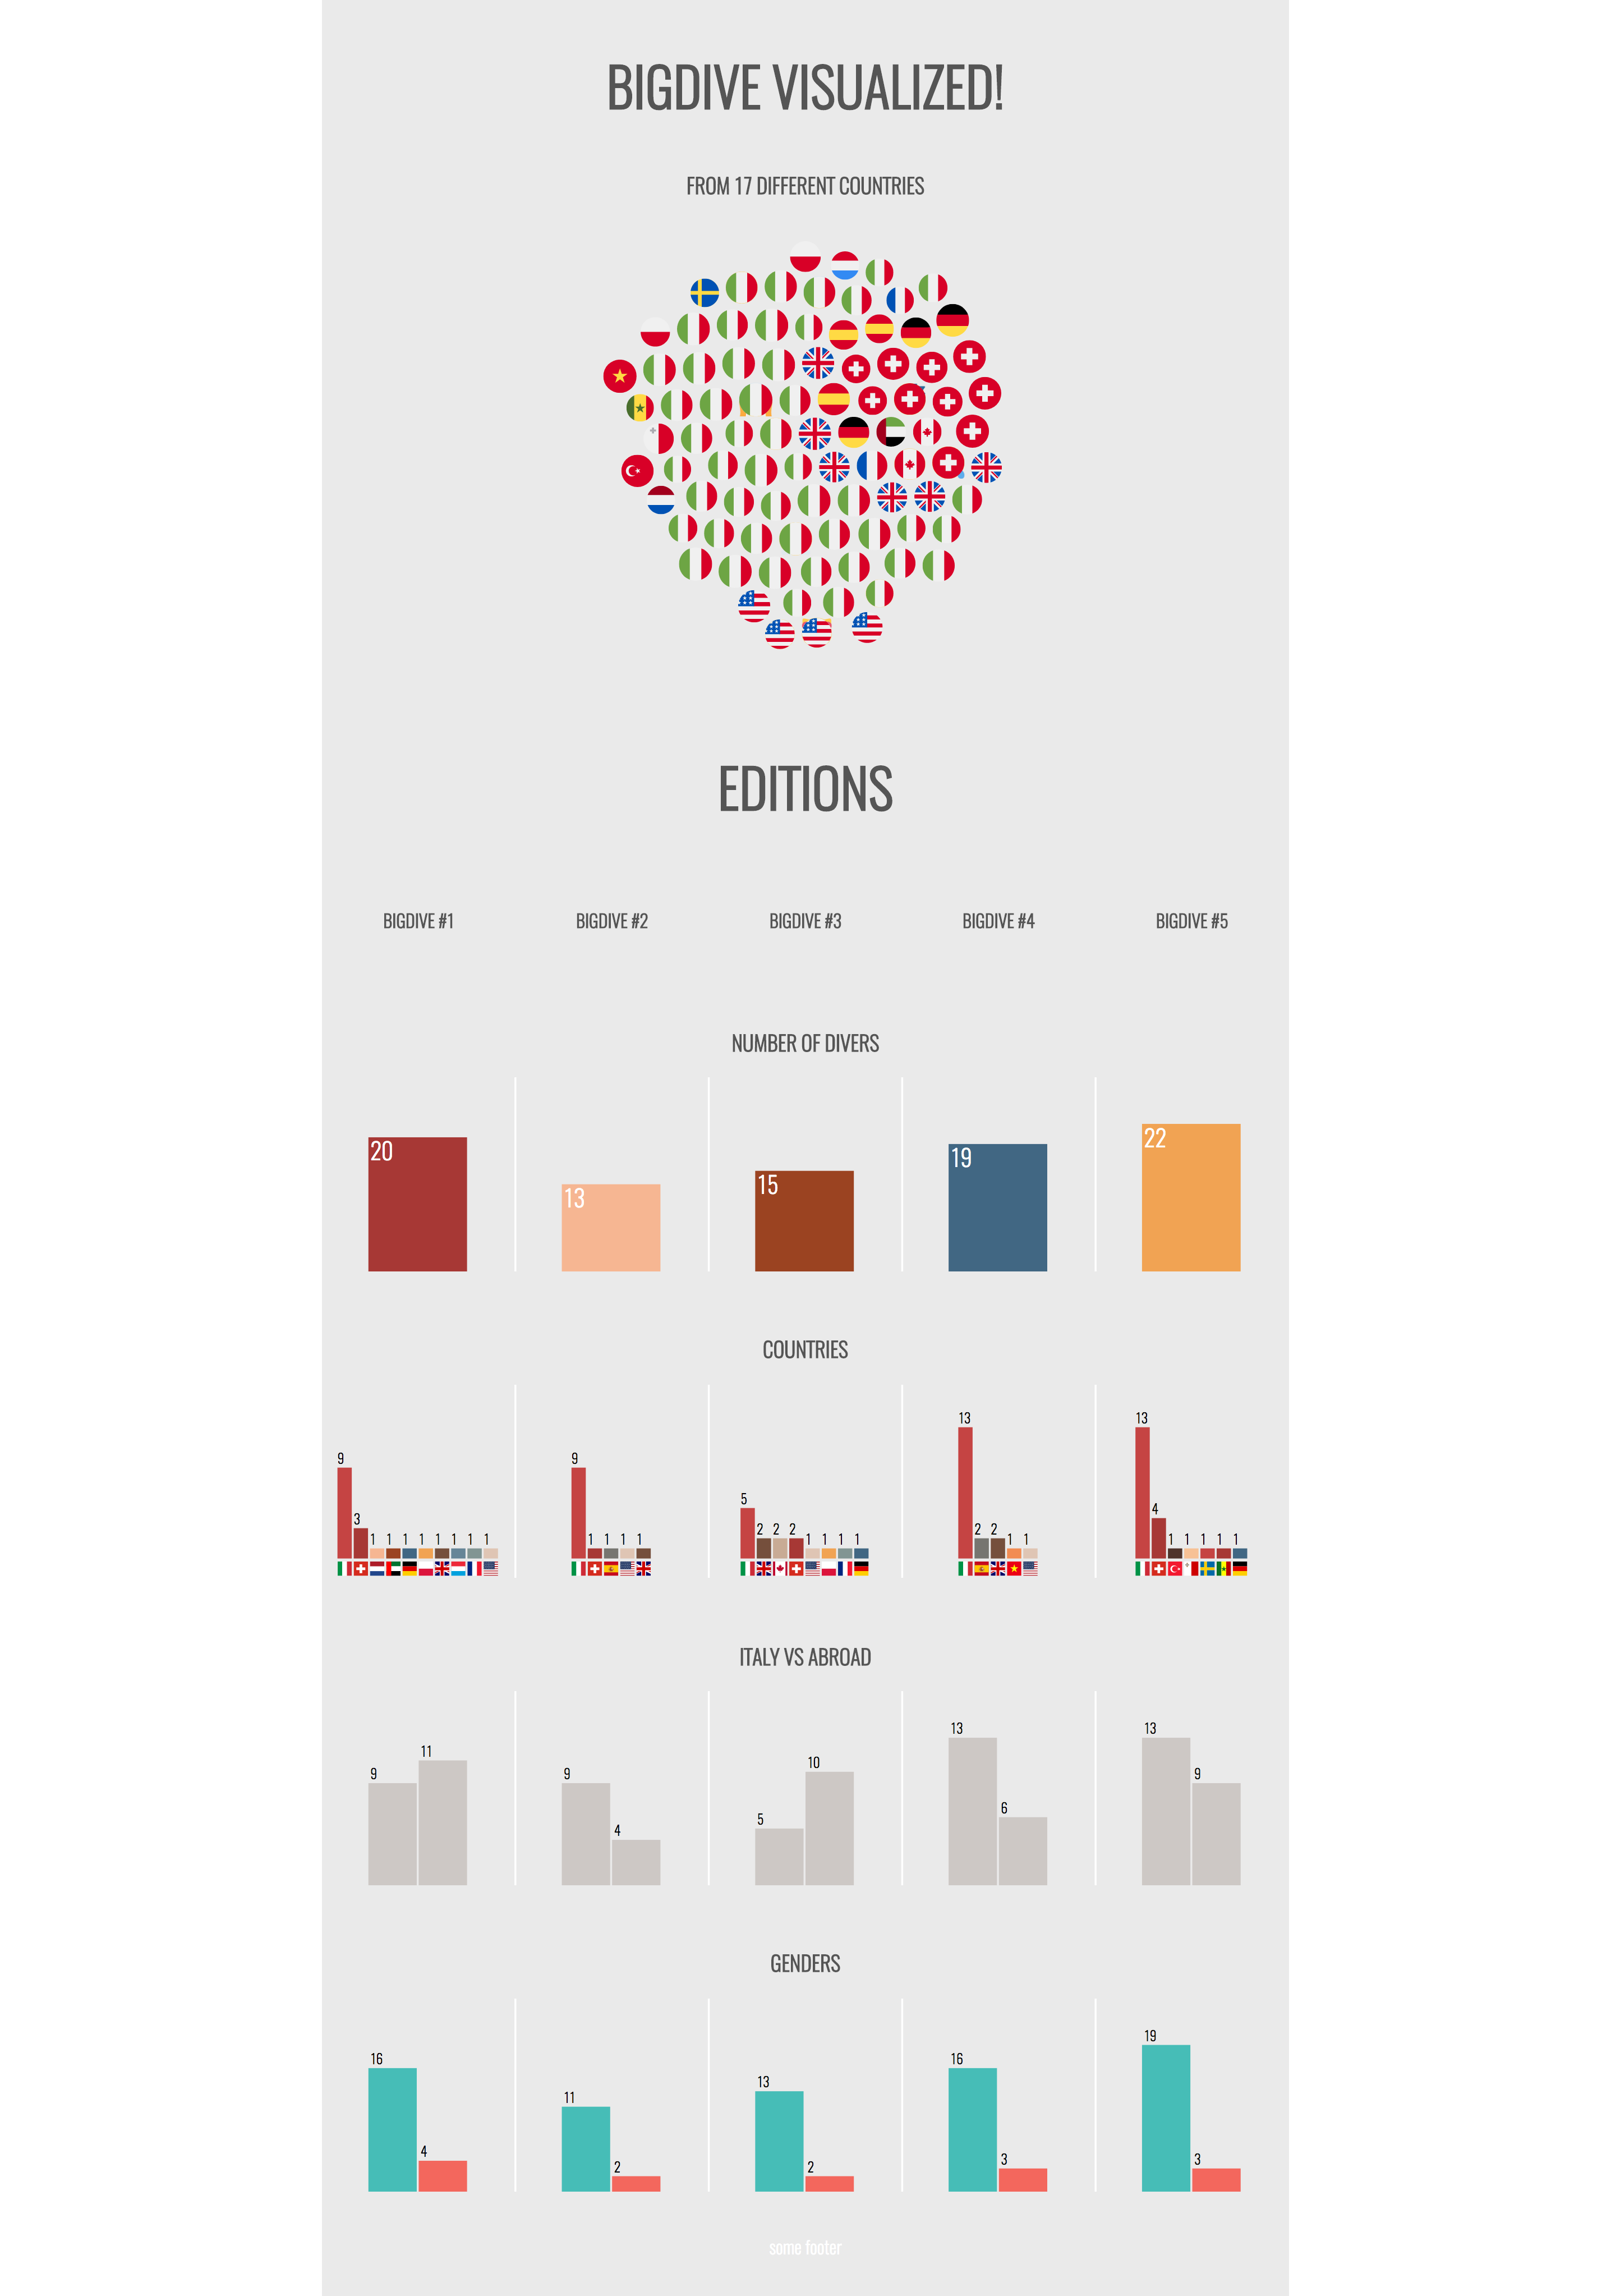 BIGDIVE VISUALIZED!
FROM 17 DIFFERENT COUNTRIES
EDITIONS
BIGDIVE #1 BIGDIVE #2 BIGDIVE #3 BIGDIVE #4 BIGDIVE #5
NUMBER OF DIVERS
20 13 15 19 22
COUNTRIES
9 3 1 1 1 1 1 1 1 1
9 1 1 1 1
5 2 2 2 1 1 1 1
13 2 2 1 1
13 4 1 1 1 1 1
ITALY VS ABROAD
9 11 9 4 5 10 13 6 13 9
GENDERS
16 4 11 2 13 2 16 3 19 3
some footer